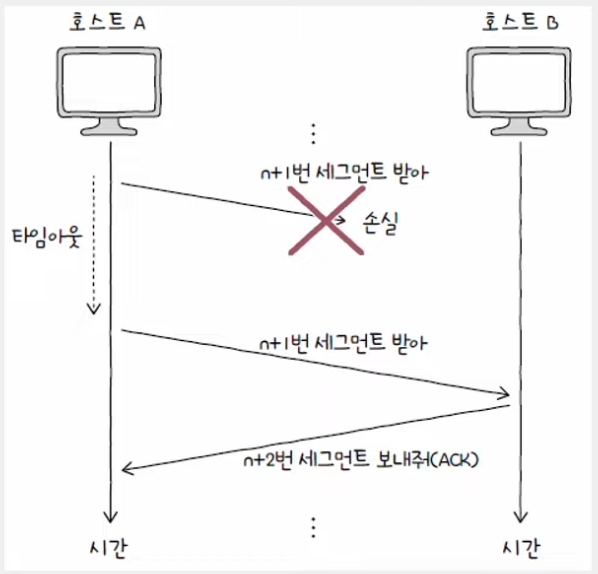 호스트 A
호스트 B
n+1번 세그먼트 받아
손실
타임아웃
n+1번 세그먼트 받아
n+2번 세그먼트 보내줘(ACK)
시간
시간